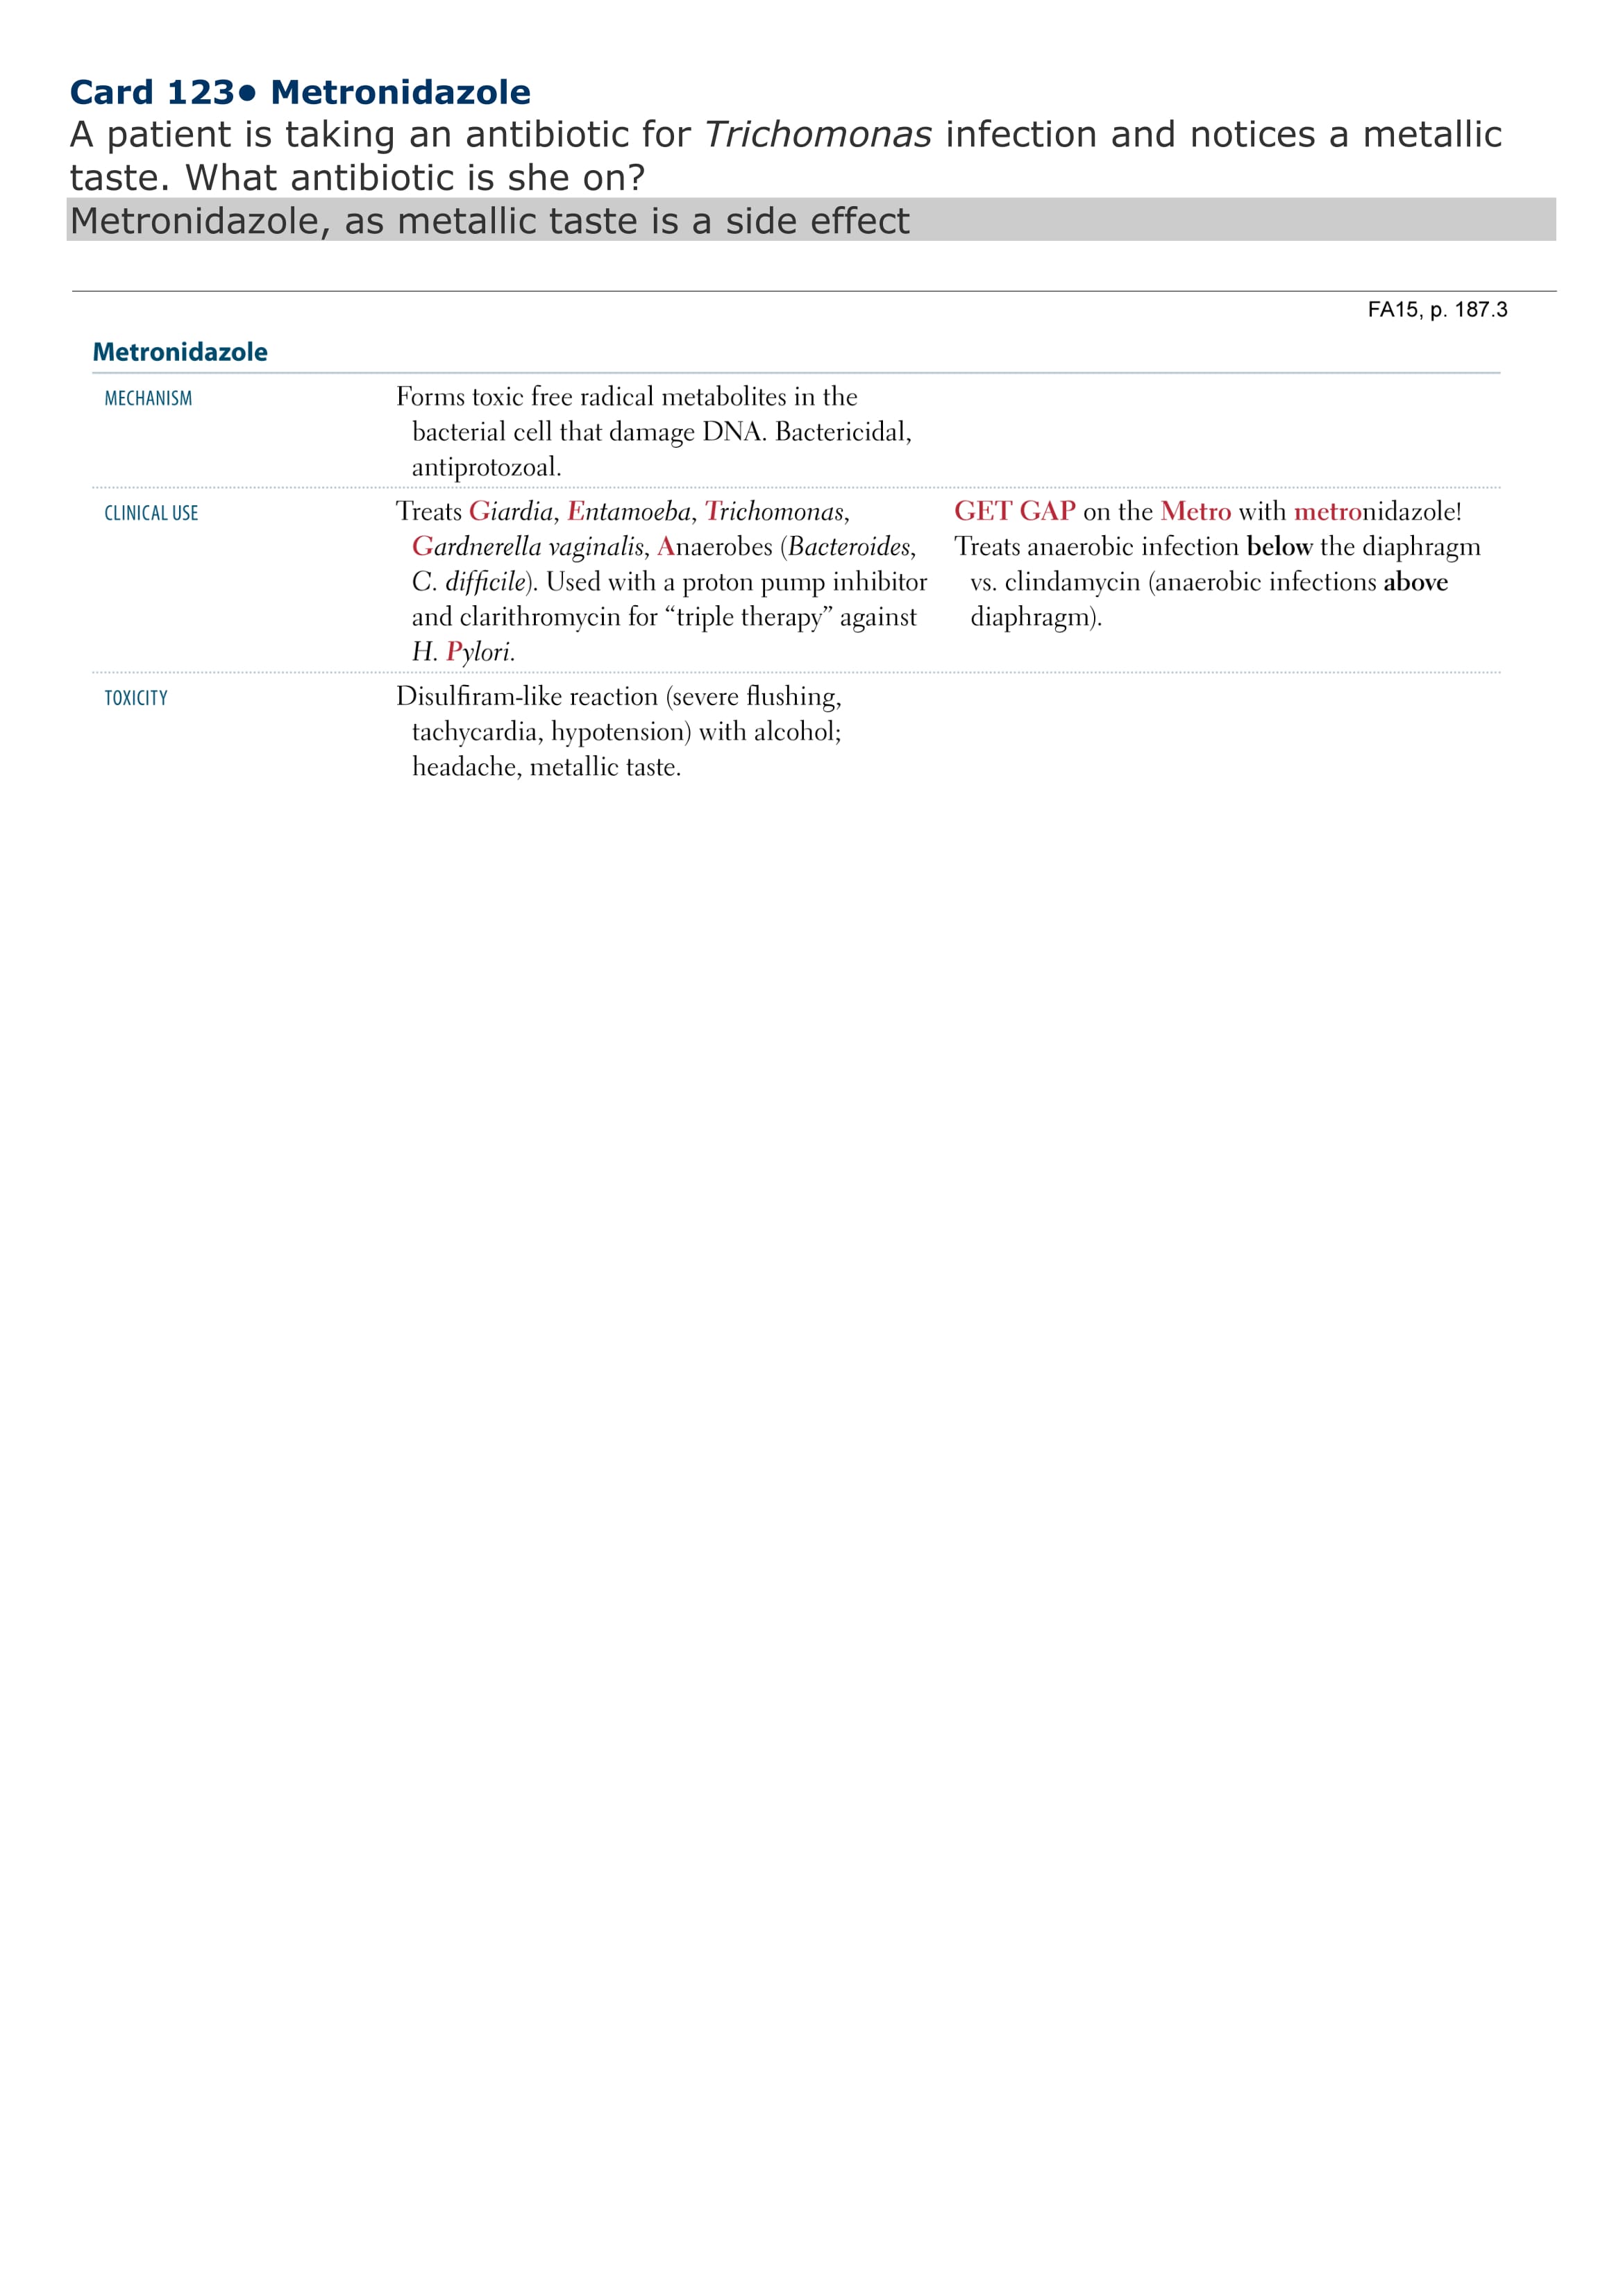 Card 123• Metronidazole
A patient is taking an antibiotic for Trichomonas infection and notices a metallic
taste. What antibiotic is she on?
Metronidazole, as metallic taste is a side effect
FA15, p. 187.3
Metronidazole
MECHANISM
Forms toxic free radical metabolites in the
bacterial cell that damage DNA. Bactericidal,
antiprotozoal.
CLINICAL USE
Treats Giardia, Entamoeba, Trichomonas,
Gardnerella vaginalis, Anaerobes (Bacteroides,
C. difficile). Used with a proton pump inhibitor
and clarithromycin for “triple therapy” against
H. Pylori.
GET GAP on the Metro with metronidazole!
Treats anaerobic infection below the diaphragm
vs. clindamycin (anaerobic infections above
diaphragm).
TOXICITY
Disulfiram-like reaction (severe flushing,
tachycardia, hypotension) with alcohol;
headache, metallic taste.